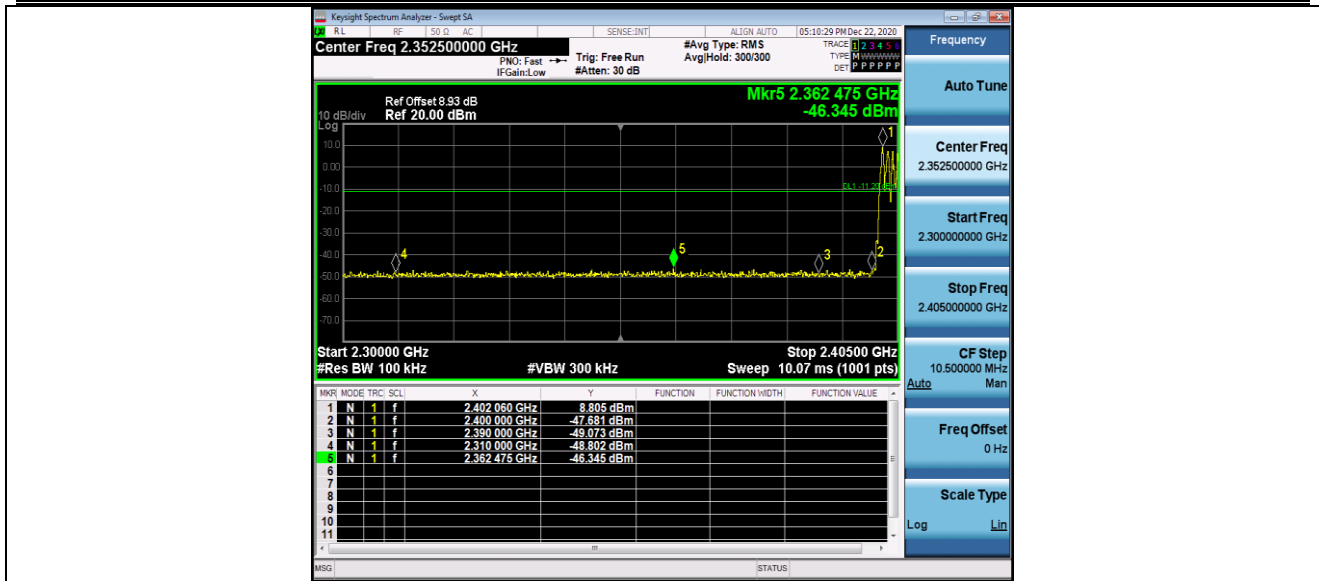 Keysight Spectrum Analyzer - Swept SA
RL RF 50 Ω AC SENSE:INT ALIGN AUTO 05:10:29 PM Dec 22, 2020
Center Freq 2.352500000 GHz
PNO: Fast
IFGain:Low
Trig: Free Run
#Atten: 30 dB
#Avg Type: RMS
Avg|Hold: 300/300
TRACE 1 2 3 4 5 6
TYPE M WWWWW
DET P P P P P P
Mkr5 2.362 475 GHz
-46.345 dBm
Ref Offset 8.93 dB
10 dB/div Ref 20.00 dBm
Log
10.0
0.00
-10.0
-20.0
-30.0
-40.0
-50.0
-60.0
-70.0
1
2
3
4
5
Start 2.30000 GHz Stop 2.40500 GHz
#Res BW 100 kHz #VBW 300 kHz Sweep 10.07 ms (1001 pts)
MKR MODE TRC SCL X Y FUNCTION FUNCTION WIDTH FUNCTION VALUE
1 N 1 f 2.402 060 GHz 8.805 dBm
2 N 1 f 2.400 000 GHz -47.681 dBm
3 N 1 f 2.390 000 GHz -49.073 dBm
4 N 1 f 2.310 000 GHz -48.802 dBm
5 N 1 f 2.362 475 GHz -46.345 dBm
6
7
8
9
10
11
MSG STATUS
Frequency
Auto Tune
Center Freq
2.352500000 GHz
Start Freq
2.300000000 GHz
Stop Freq
2.405000000 GHz
CF Step
10.500000 MHz
Auto Man
Freq Offset
0 Hz
Scale Type
Log Lin